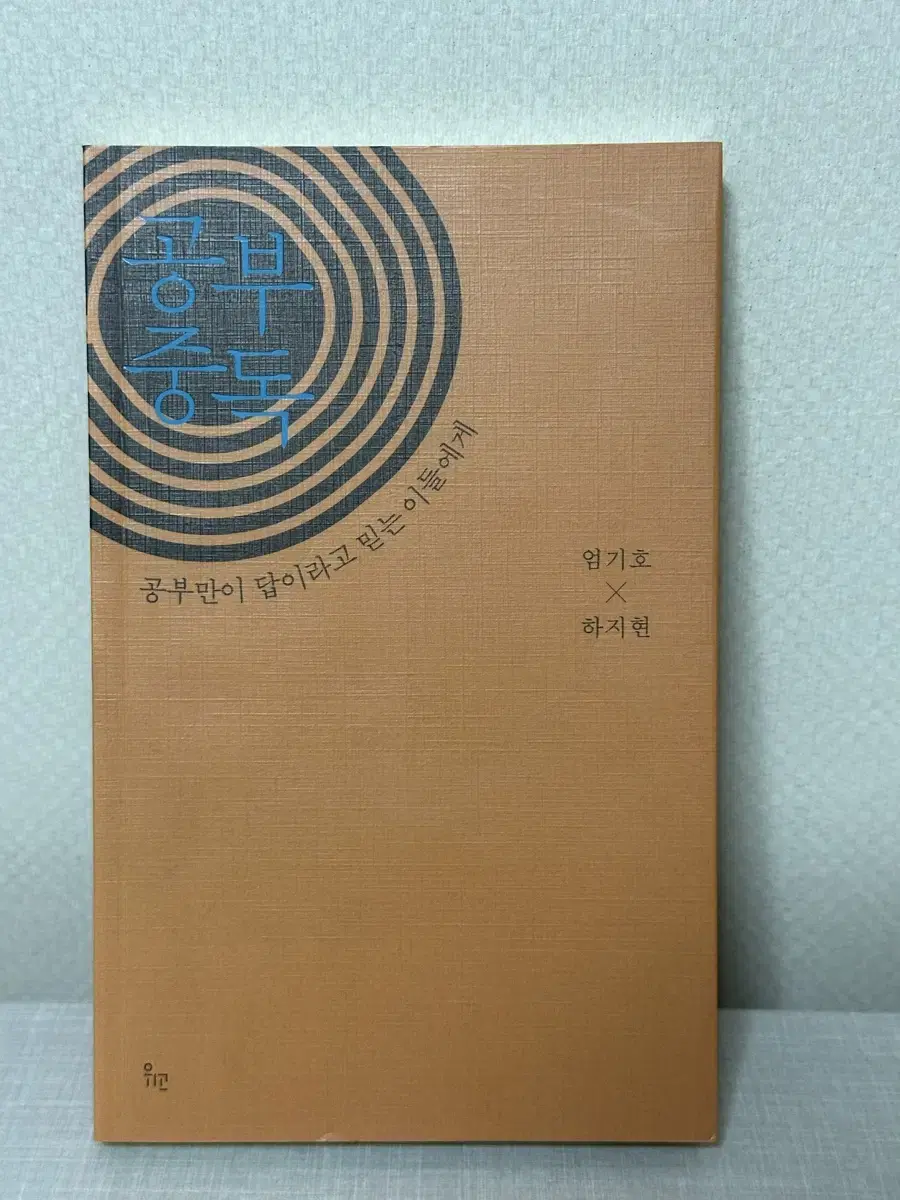 공부
중독
공부만이 답이라고 믿는 이들에게
엄기호
×
하지현
위고